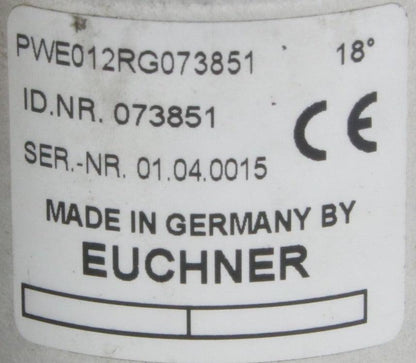 PWE012RG073851 18°
ID.NR. 073851
CE
SER.-NR. 01.04.0015
MADE IN GERMANY BY
EUCHNER